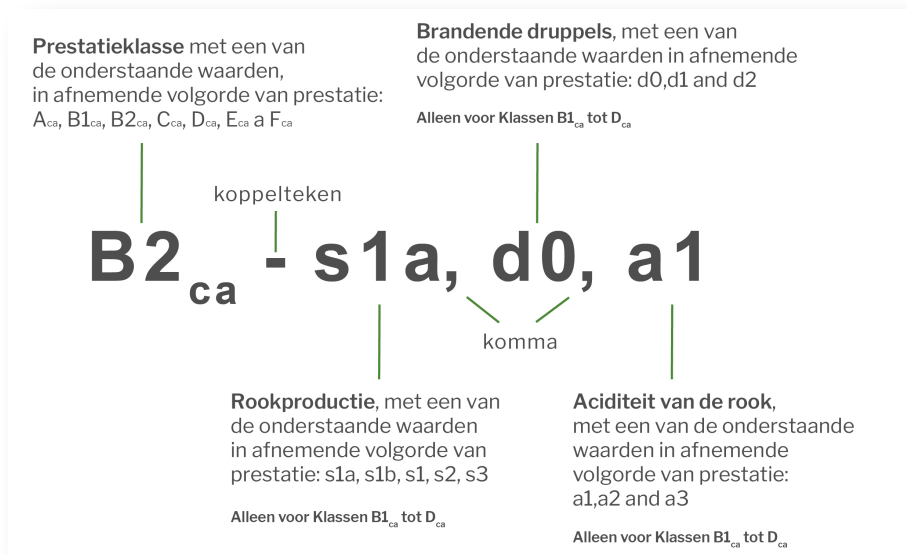 Prestatieklasse met een van
de onderstaande waarden,
in afnemende volgorde van prestatie:
Aca, B1ca, B2ca, Cca, Dca, Eca a Fca
Brandende druppels, met een van
de onderstaande waarden in afnemende
volgorde van prestatie: d0,d1 and d2
Alleen voor Klassen B1ca tot Dca
koppelteken
B2ca - s1a, d0, a1
komma
Rookproductie, met een van
de onderstaande waarden
in afnemende volgorde van
prestatie: s1a, s1b, s1, s2, s3
Alleen voor Klassen B1ca tot Dca
Aciditeit van de rook,
met een van de onderstaande
waarden in afnemende
volgorde van prestatie:
a1,a2 and a3
Alleen voor Klassen B1ca tot Dca